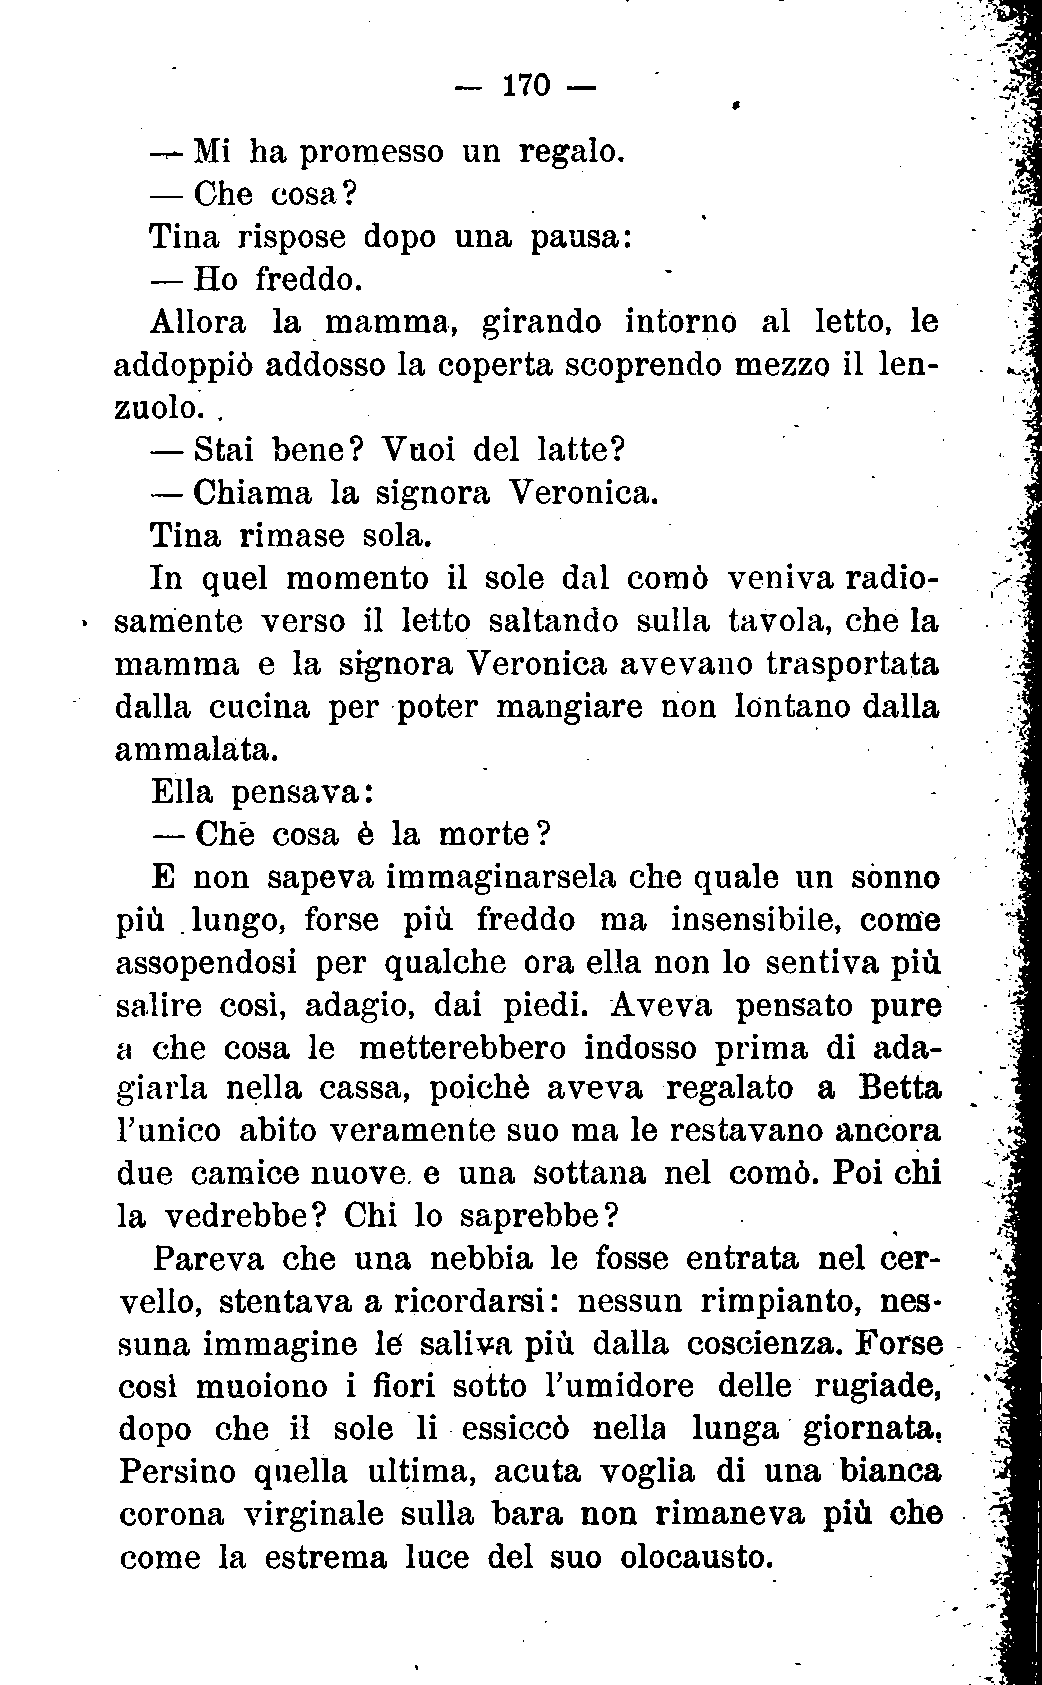 — 170 —
— Mi ha promesso un regalo.
— Che cosa?
Tina rispose dopo una pausa:
— Ho freddo.
Allora la mamma, girando intorno al letto, le
addoppiò addosso la coperta scoprendo mezzo il len-
zuolo.
— Stai bene? Vuoi del latte?
— Chiama la signora Veronica.
Tina rimase sola.
In quel momento il sole dal comò veniva radio-
samente verso il letto saltando sulla tavola, che la
mamma e la signora Veronica avevano trasportata
dalla cucina per poter mangiare non lontano dalla
ammalata.
Ella pensava:
— Che cosa è la morte?
E non sapeva immaginarsela che quale un sonno
più lungo, forse più freddo ma insensibile, come
assopendosi per qualche ora ella non lo sentiva più
salire così, adagio, dai piedi. Aveva pensato pure
a che cosa le metterebbero indosso prima di ada-
giarla nella cassa, poichè aveva regalato a Betta
l'unico abito veramente suo ma le restavano ancora
due camice nuove e una sottana nel comò. Poi chi
la vedrebbe? Chi lo saprebbe?
Pareva che una nebbia le fosse entrata nel cer-
vello, stentava a ricordarsi: nessun rimpianto, nes-
suna immagine le saliva più dalla coscienza. Forse
così muoiono i fiori sotto l'umidore delle rugiade,
dopo che il sole li essiccò nella lunga giornata.
Persino quella ultima, acuta voglia di una bianca
corona virginale sulla bara non rimaneva più che
come la estrema luce del suo olocausto.